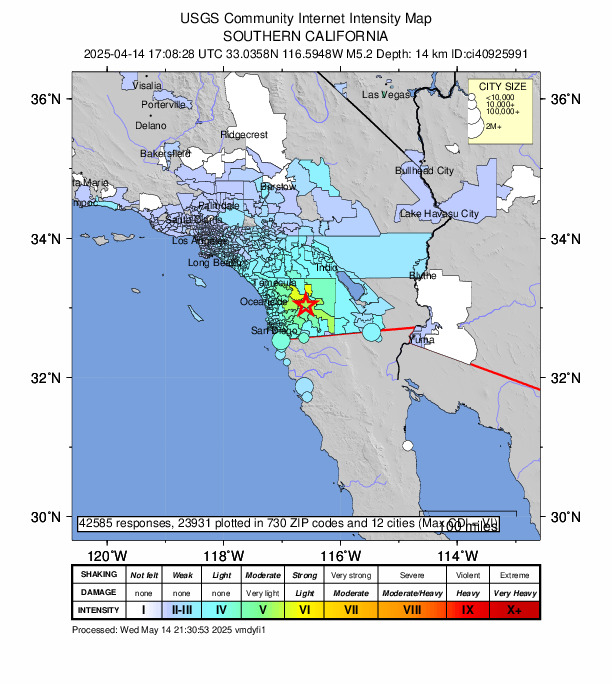 USGS Community Internet Intensity Map
SOUTHERN CALIFORNIA
2025-04-14 17:08:28 UTC 33.0358N 116.5948W M5.2 Depth: 14 km ID:ci40925991
36°N
34°N
32°N
30°N
120°W
118°W
116°W
114°W
CITY SIZE
<10,000
10,000+
100,000+
2M+
Visalia
Porterville
Delano
Bakersfield
Ridgecrest
Las Vegas
Bullhead City
Lake Havasu City
Barstow
ta Maria
mpoc
Palmdale
Santa Clarita
Los Angeles
Long Beach
Indio
Blythe
Temecula
Oceanside
San Diego
Yuma
100 miles
42585 responses, 23931 plotted in 730 ZIP codes and 12 cities (Max CDI = VI)
SHAKING Not felt Weak Light Moderate Strong Very strong Severe Violent Extreme
DAMAGE none none none Very light Light Moderate Moderate/Heavy Heavy Very Heavy
INTENSITY I II-III IV V VI VII VIII IX X+
Processed: Wed May 14 21:30:53 2025 vmdyfi1